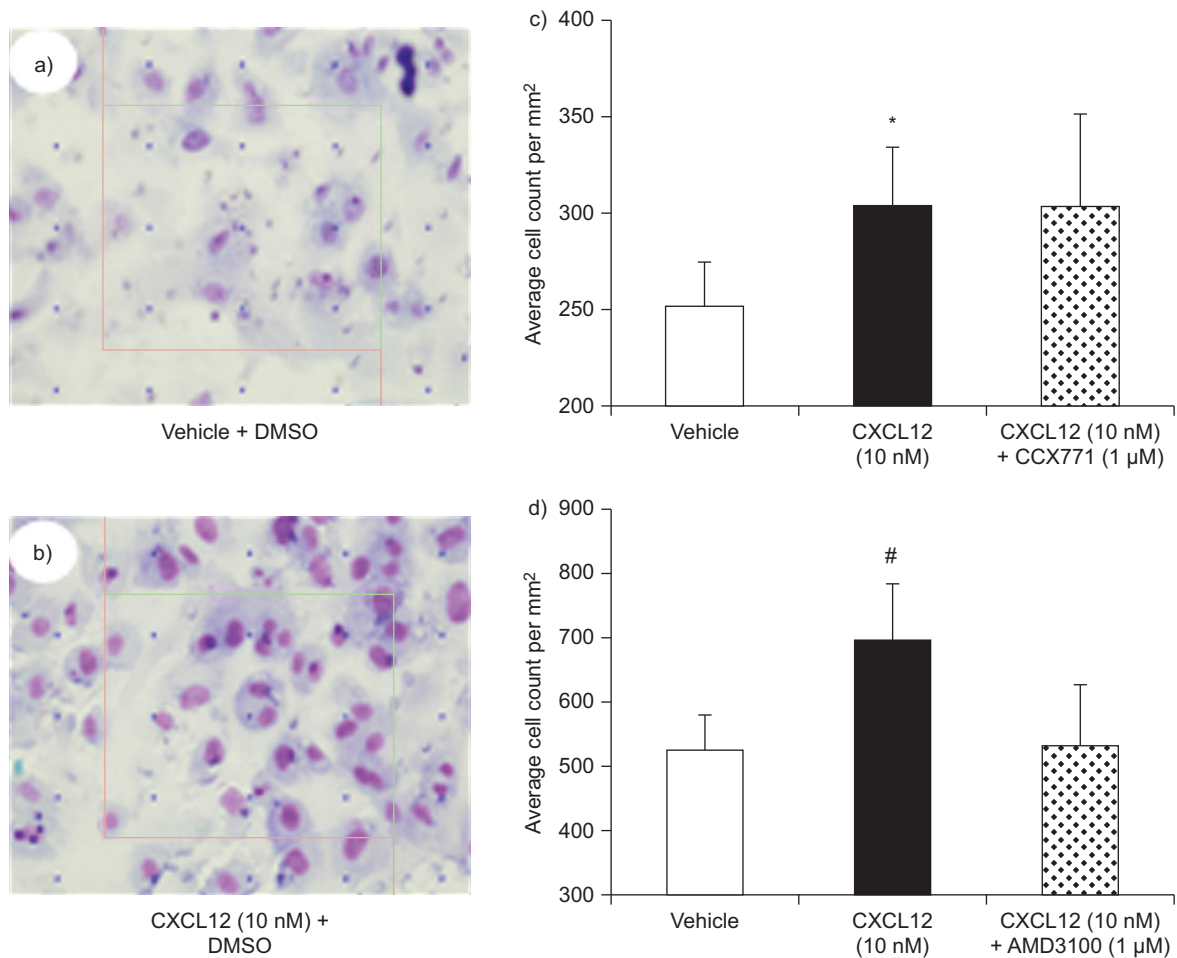 a)
Vehicle + DMSO
b)
CXCL12 (10 nM) +
DMSO
c)
Average cell count per mm2
400
350
300
250
200
*
Vehicle
CXCL12
(10 nM)
CXCL12 (10 nM)
+ CCX771 (1 µM)
d)
Average cell count per mm2
900
800
700
600
500
400
300
#
Vehicle
CXCL12
(10 nM)
CXCL12 (10 nM)
+ AMD3100 (1 µM)